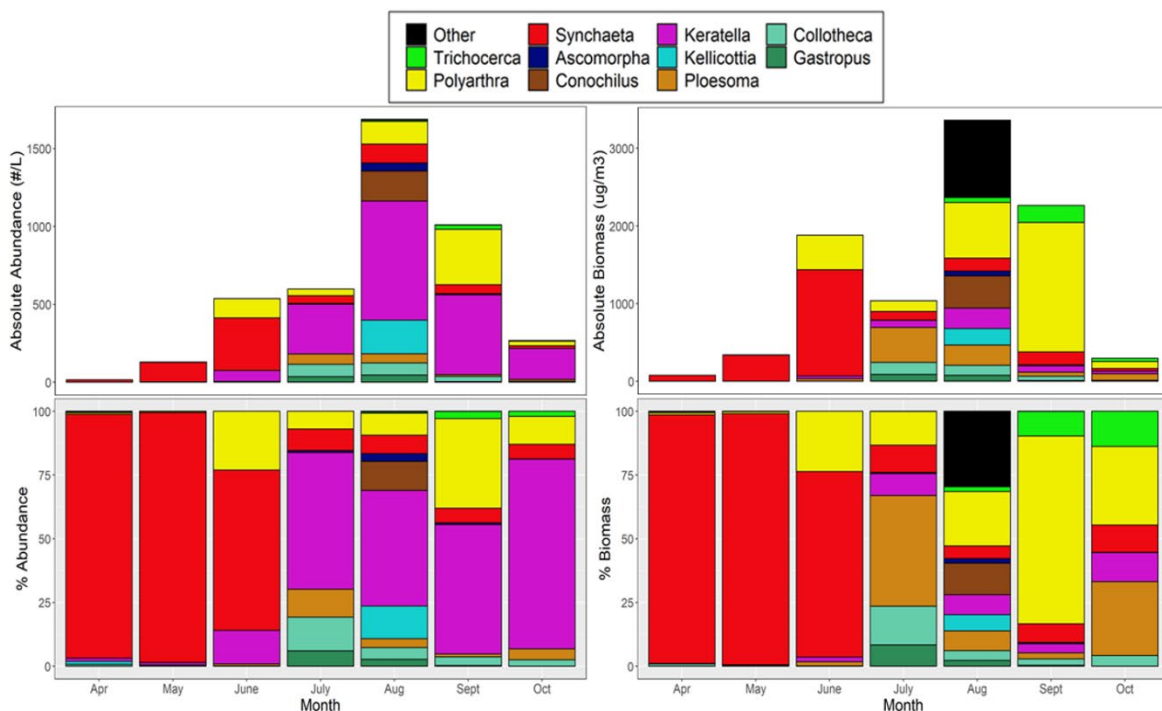 Other Synchaeta Keratella Collotheca
Trichocerca Ascomorpha Kellicottia Gastropus
Polyarthra Conochilus Ploesoma
Absolute Abundance (#/L)
1500
1000
500
0
Absolute Biomass (ug/m3)
3000
2000
1000
0
% Abundance
100
75
50
25
0
Apr May June July Aug Sept Oct
Month
% Biomass
100
75
50
25
0
Apr May June July Aug Sept Oct
Month